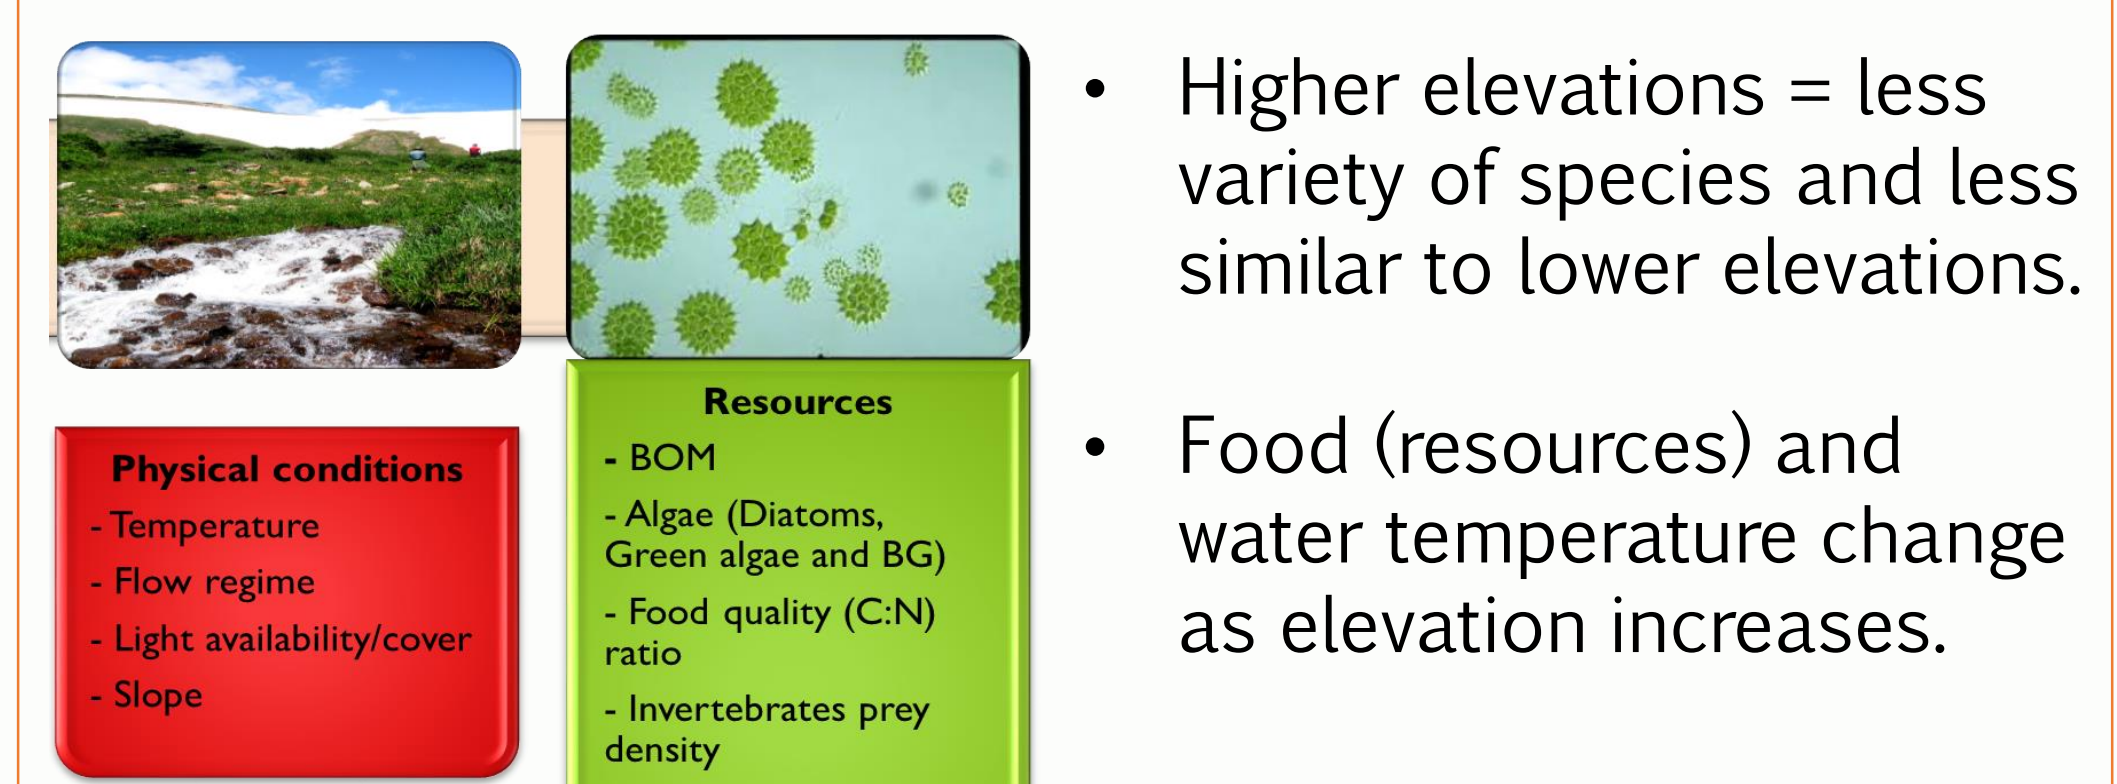 Physical conditions
- Temperature
- Flow regime
- Light availability/cover
- Slope
Resources
- BOM
- Algae (Diatoms,
Green algae and BG)
- Food quality (C:N)
ratio
- Invertebrates prey
density
• Higher elevations = less
variety of species and less
similar to lower elevations.
• Food (resources) and
water temperature change
as elevation increases.